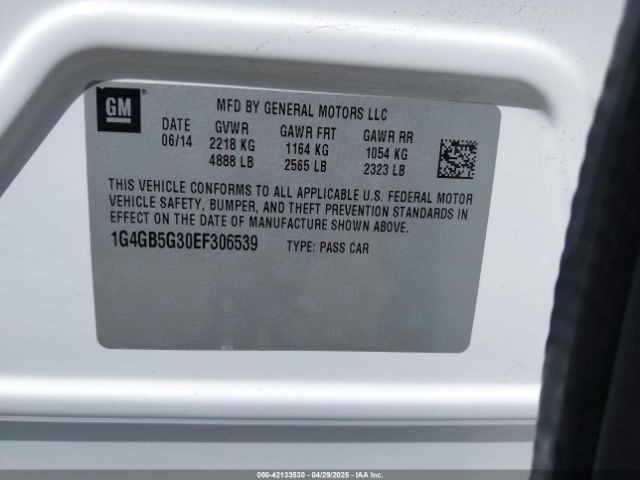 GM
MFD BY GENERAL MOTORS LLC
DATE GVWR GAWR FRT GAWR RR
06/14 2218 KG 1164 KG 1054 KG
4888 LB 2565 LB 2323 LB
THIS VEHICLE CONFORMS TO ALL APPLICABLE U.S. FEDERAL MOTOR
VEHICLE SAFETY, BUMPER, AND THEFT PREVENTION STANDARDS IN
EFFECT ON THE DATE OF MANUFACTURE SHOWN ABOVE.
1G4GB5G30EF306539 TYPE: PASS CAR
000-42133530 - 04/29/2025 - IAAI.COM